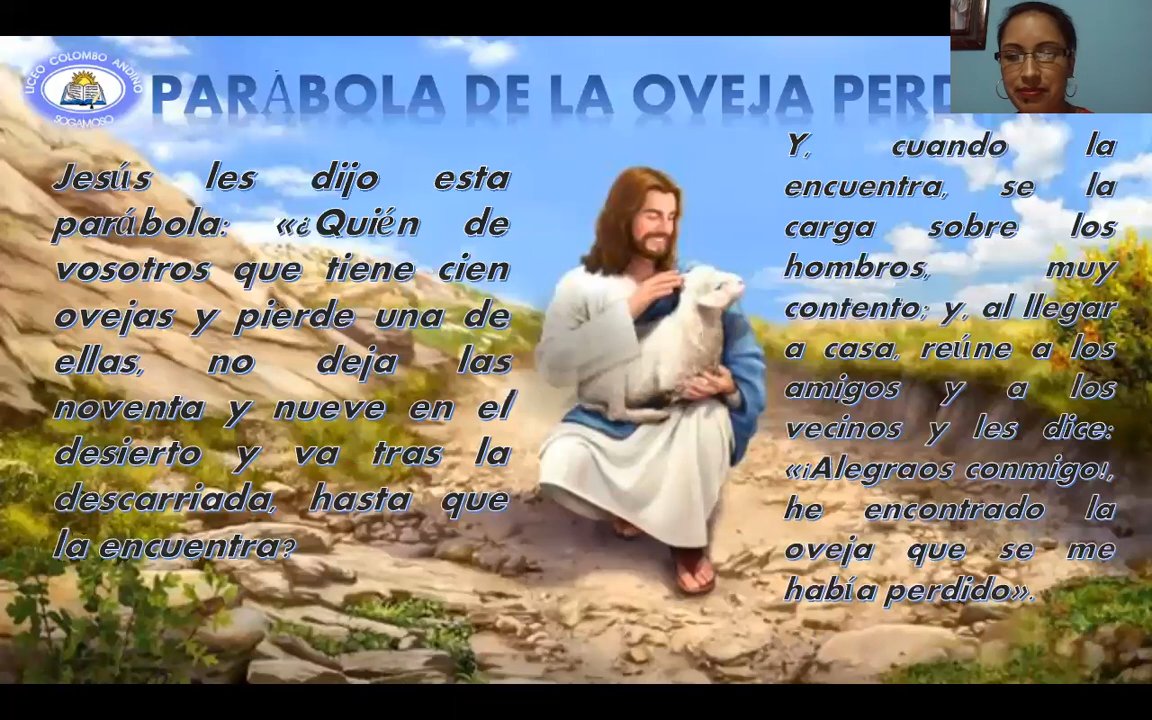 LICEO COLOMBO ANDINO
SOGAMOSO
PARÁBOLA DE LA OVEJA
Jesús les dijo esta
parábola: «¿Quién de
vosotros que tiene cien
ovejas y pierde una de
ellas, no deja las
noventa y nueve en el
desierto y va tras la
descarriada, hasta que
la encuentra?
Y, cuando la
encuentra, se la
carga sobre los
hombros, muy
contento; y, al llegar
a casa, reúne a los
amigos y a los
vecinos y les dice:
«¡Alegraos conmigo!,
he encontrado la
oveja que se me
había perdido».